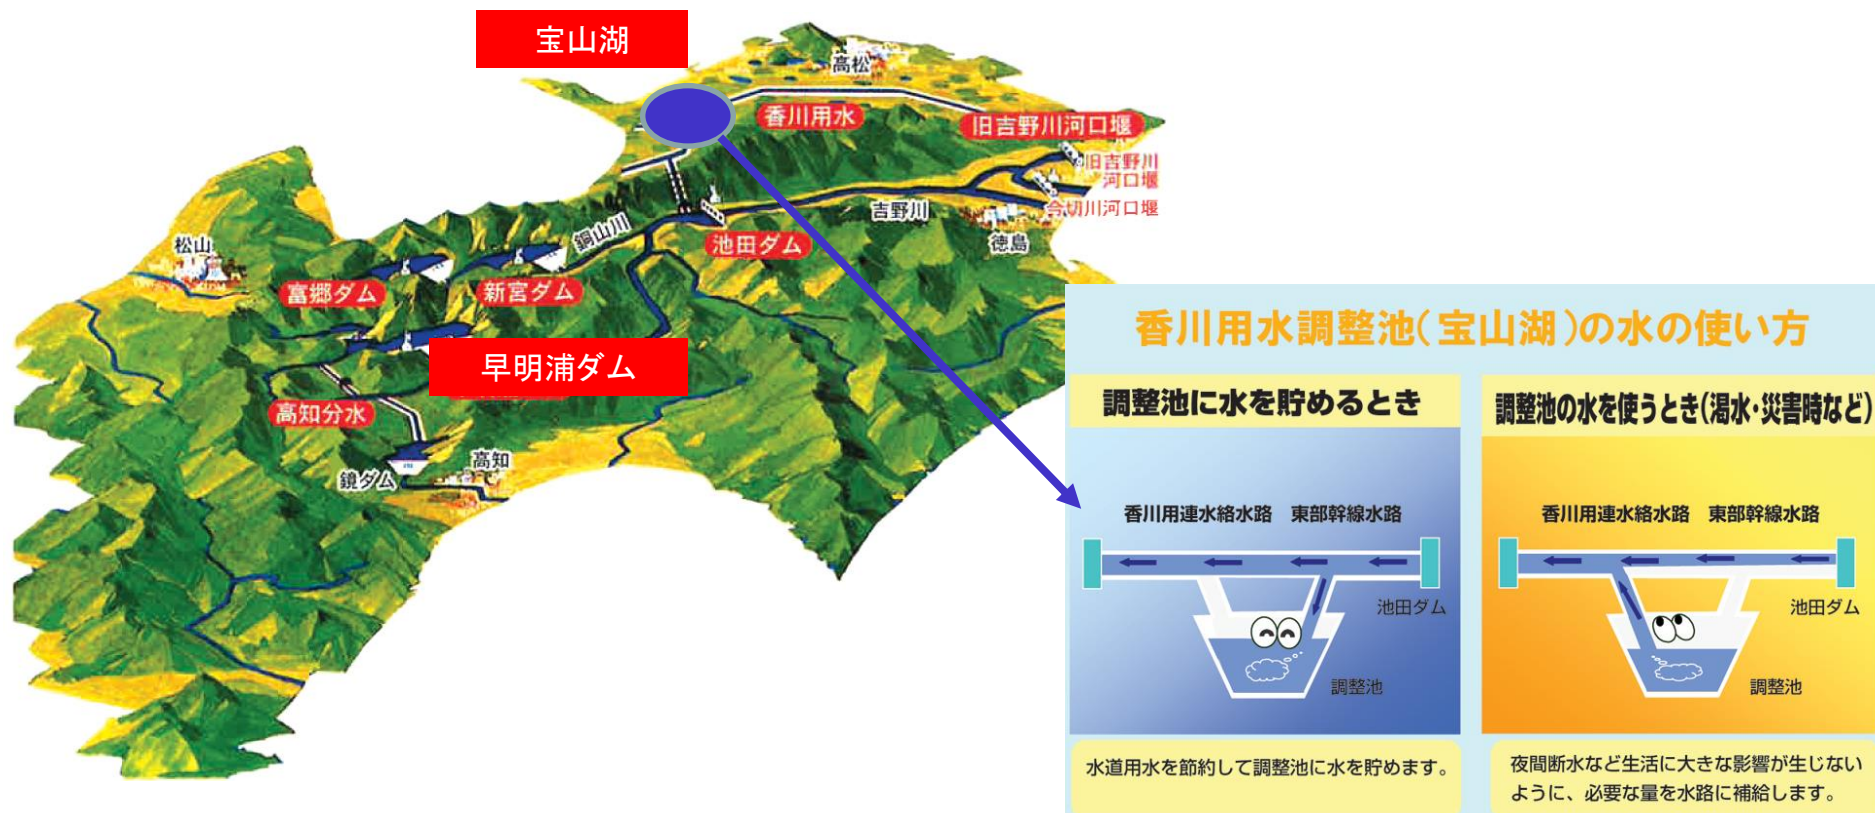 宝山湖
高松
香川用水
旧吉野川河口堰
旧吉野川
河口堰
今切川河口堰
吉野川
徳島
銅山川
池田ダム
松山
富郷ダム
新宮ダム
早明浦ダム
高知分水
鏡ダム
高知
香川用水調整池(宝山湖)の水の使い方
調整池に水を貯めるとき
香川用連水絡水路 東部幹線水路
池田ダム
調整池
水道用水を節約して調整池に水を貯めます。
調整池の水を使うとき(渇水・災害時など)
香川用連水絡水路 東部幹線水路
池田ダム
調整池
夜間断水など生活に大きな影響が生じない
ように、必要な量を水路に補給します。